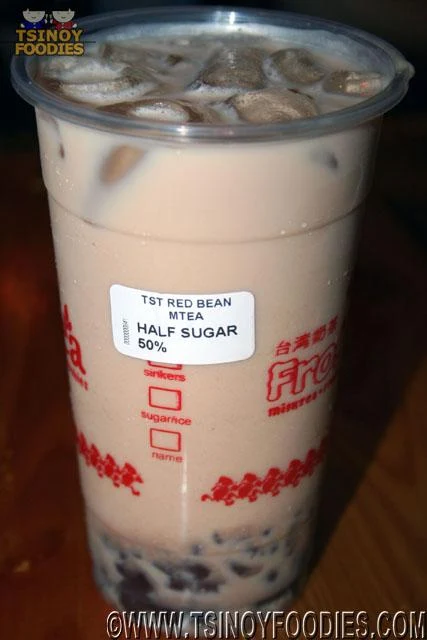 TSINOY
FOODIES
TST RED BEAN
MTEA
HALF SUGAR
50%
sinkers
sugar/ice
name
台湾奶茶
Fro
©WWW.TSINOYFOODIES.COM